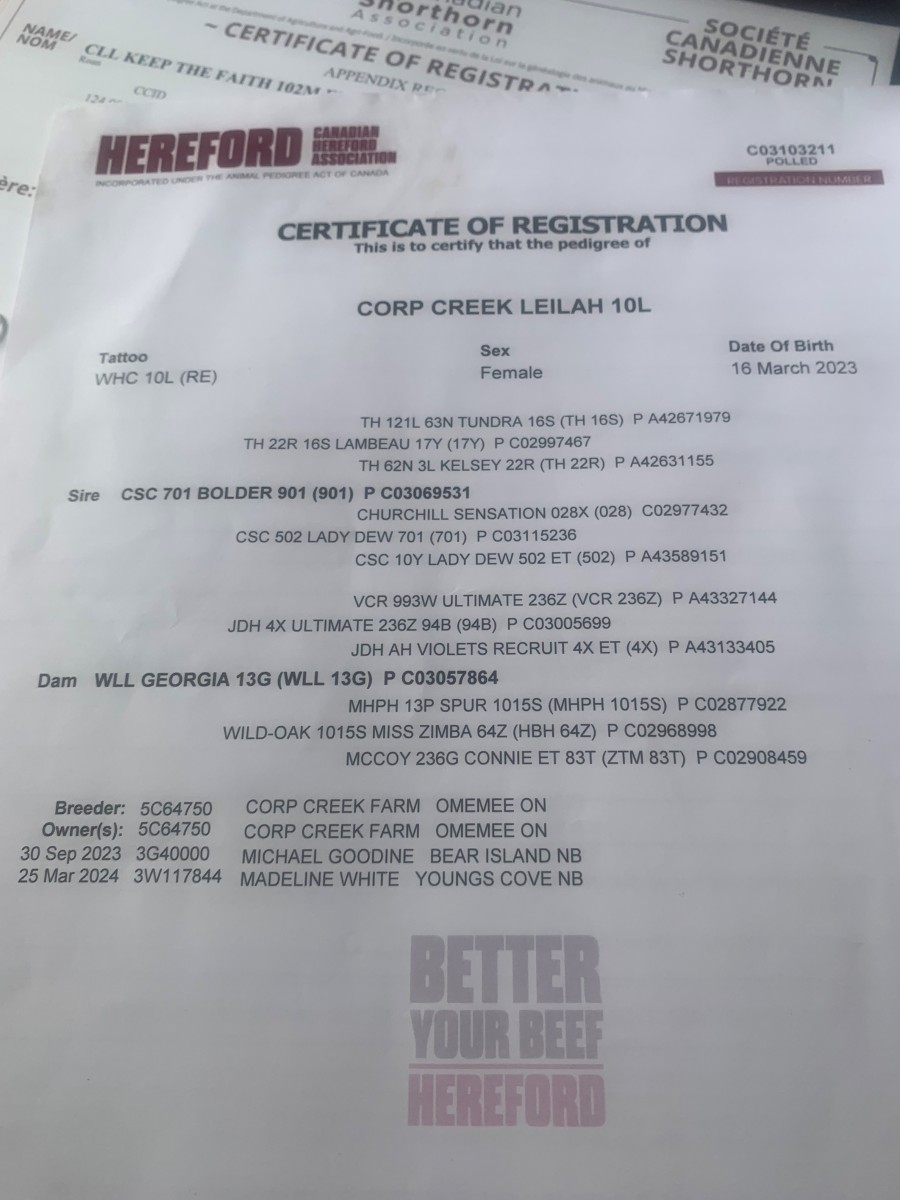 adian
Shorthorn
Association
SOCIÉTÉ
CANADIENNE
SHORTHORN
~ CERTIFICATE OF REGISTRA
NAME/
NOM
CLL KEEP THE FAITH 102M
APPENDIX REG
CCID
ère:
HEREFORD CANADIAN HEREFORD ASSOCIATION
INCORPORATED UNDER THE ANIMAL PEDIGREE ACT OF CANADA
C03103211
POLLED
REGISTRATION NUMBER
CERTIFICATE OF REGISTRATION
This is to certify that the pedigree of
CORP CREEK LEILAH 10L
Tattoo Sex Date Of Birth
WHC 10L (RE) Female 16 March 2023
TH 121L 63N TUNDRA 16S (TH 16S) P A42671979
TH 22R 16S LAMBEAU 17Y (17Y) P C02997467
TH 62N 3L KELSEY 22R (TH 22R) P A42631155
Sire CSC 701 BOLDER 901 (901) P C03069531
CHURCHILL SENSATION 028X (028) C02977432
CSC 502 LADY DEW 701 (701) P C03115236
CSC 10Y LADY DEW 502 ET (502) P A43589151
VCR 993W ULTIMATE 236Z (VCR 236Z) P A43327144
JDH 4X ULTIMATE 236Z 94B (94B) P C03005699
JDH AH VIOLETS RECRUIT 4X ET (4X) P A43133405
Dam WLL GEORGIA 13G (WLL 13G) P C03057864
MHPH 13P SPUR 1015S (MHPH 1015S) P C02877922
WILD-OAK 1015S MISS ZIMBA 64Z (HBH 64Z) P C02968998
MCCOY 236G CONNIE ET 83T (ZTM 83T) P C02908459
Breeder: 5C64750 CORP CREEK FARM OMEMEE ON
Owner(s): 5C64750 CORP CREEK FARM OMEMEE ON
30 Sep 2023 3G40000 MICHAEL GOODINE BEAR ISLAND NB
25 Mar 2024 3W117844 MADELINE WHITE YOUNGS COVE NB
BETTER
YOUR BEEF
HEREFORD